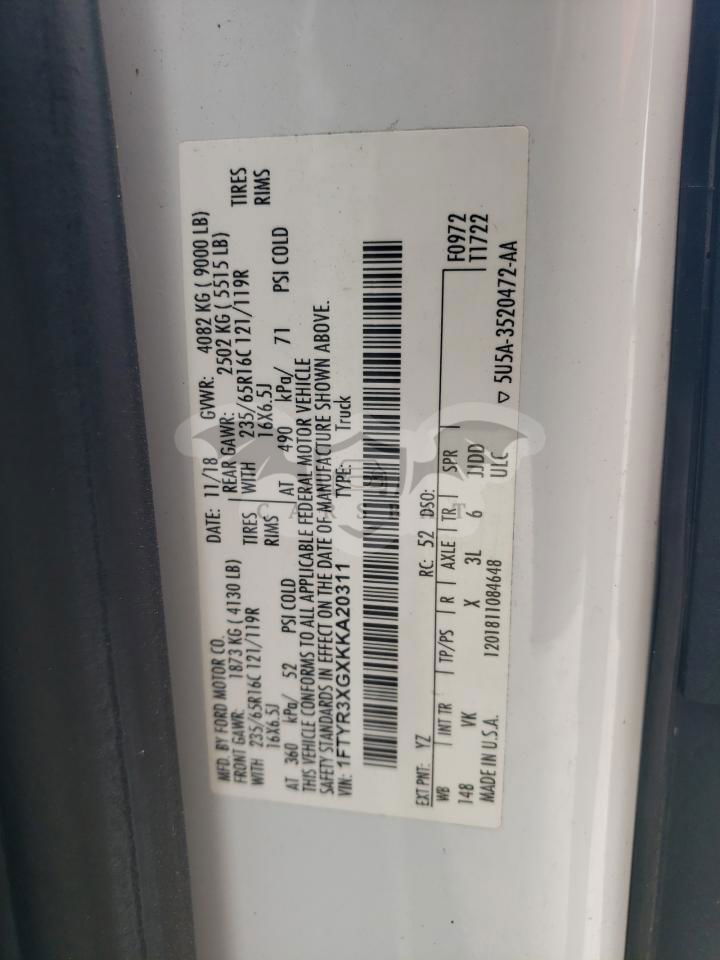 MFD. BY FORD MOTOR CO. DATE: 11/18 GVWR: 4082 KG ( 9000 LB)
FRONT GAWR: 1873 KG ( 4130 LB) REAR GAWR: 2502 KG ( 5515 LB)
WITH 235/65R16C 121/119R TIRES WITH 235/65R16C 121/119R TIRES
16X6.5J RIMS 16X6.5J RIMS
AT 360 kPa/ 52 PSI COLD AT 490 kPa/ 71 PSI COLD
THIS VEHICLE CONFORMS TO ALL APPLICABLE FEDERAL MOTOR VEHICLE
SAFETY STANDARDS IN EFFECT ON THE DATE OF MANUFACTURE SHOWN ABOVE.
VIN: 1FTYR3XGXKKA20311 TYPE: Truck
EXT PNT: YZ RC: 52 DSO: F0972
WB INT TR TP/PS R AXLE TR SPR T1722
148 VK X 3L 6 JJDD
MADE IN U.S.A. 1201811084648 ULC ▽ 5U5A-3520472-AA